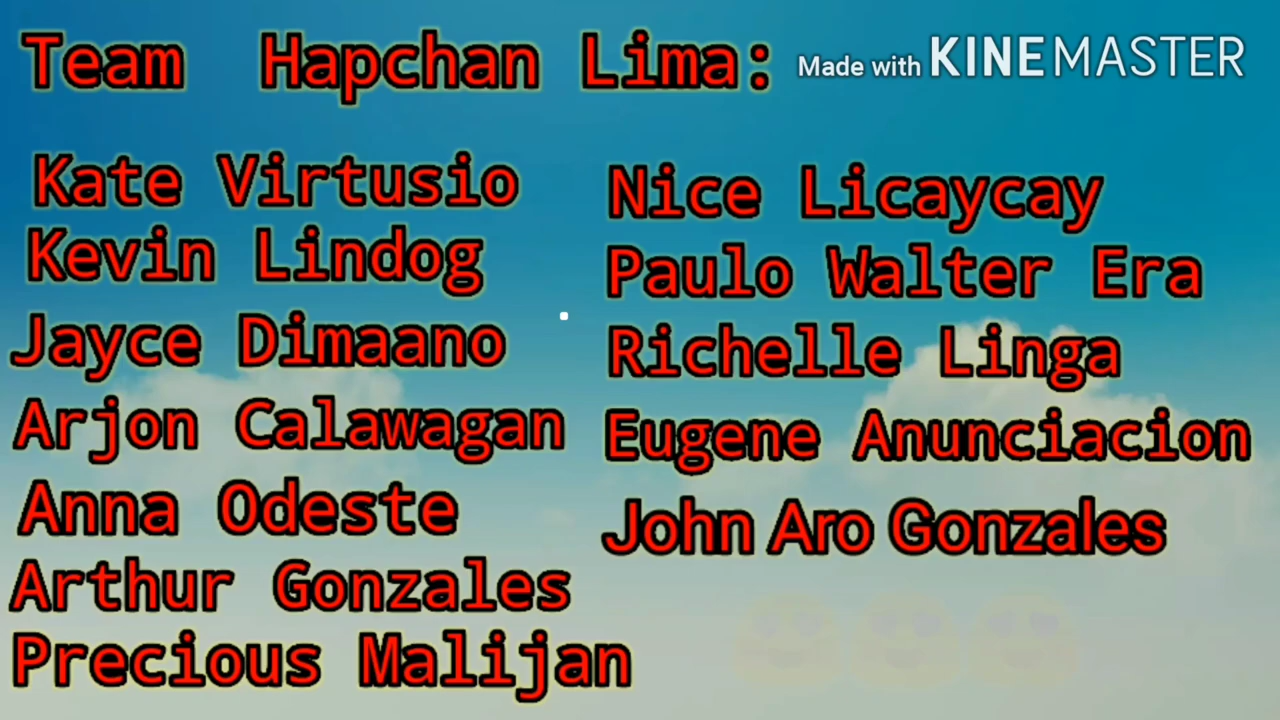 Team Hapchan Lima:
Made with KINEMASTER
Kate Virtusio
Kevin Lindog
Jayce Dimaano
Arjon Calawagan
Anna Odeste
Arthur Gonzales
Precious Malijan
Nice Licaycay
Paulo Walter Era
Richelle Linga
Eugene Anunciacion
John Aro Gonzales